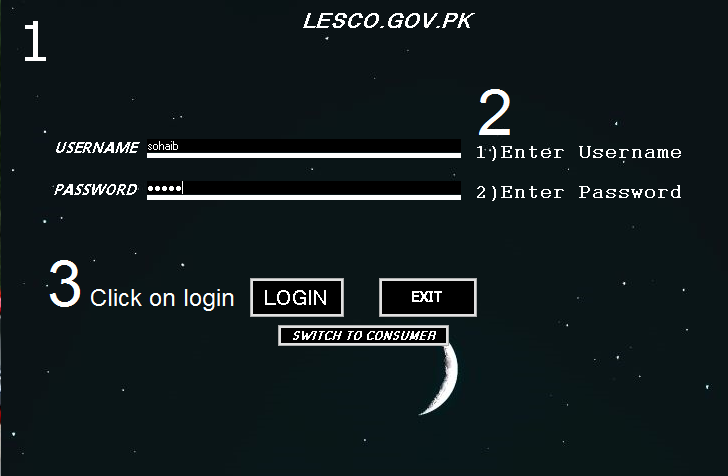 1
LESCO.GOV.PK
2
USERNAME sohaib
1)Enter Username
PASSWORD •••••
2)Enter Password
3 Click on login
LOGIN
EXIT
SWITCH TO CONSUMER